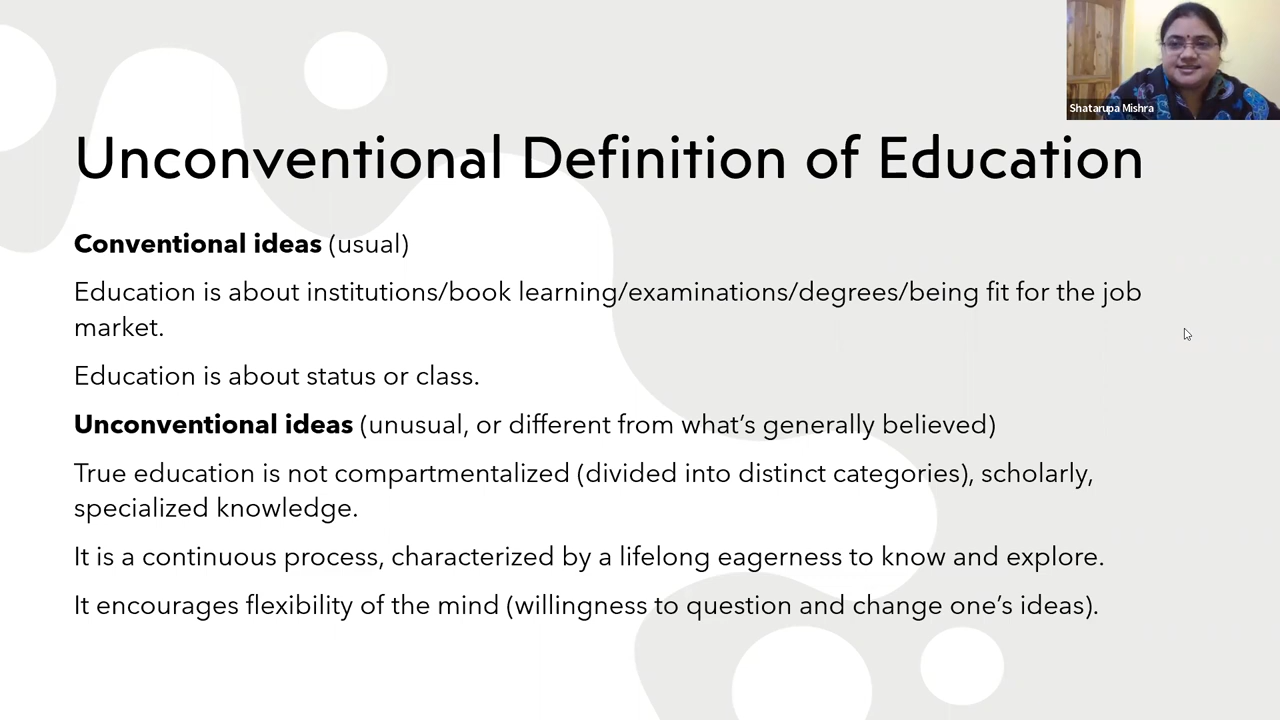 Shatarupa Mishra
Unconventional Definition of Education
Conventional ideas (usual)
Education is about institutions/book learning/examinations/degrees/being fit for the job
market.
Education is about status or class.
Unconventional ideas (unusual, or different from what’s generally believed)
True education is not compartmentalized (divided into distinct categories), scholarly,
specialized knowledge.
It is a continuous process, characterized by a lifelong eagerness to know and explore.
It encourages flexibility of the mind (willingness to question and change one’s ideas).